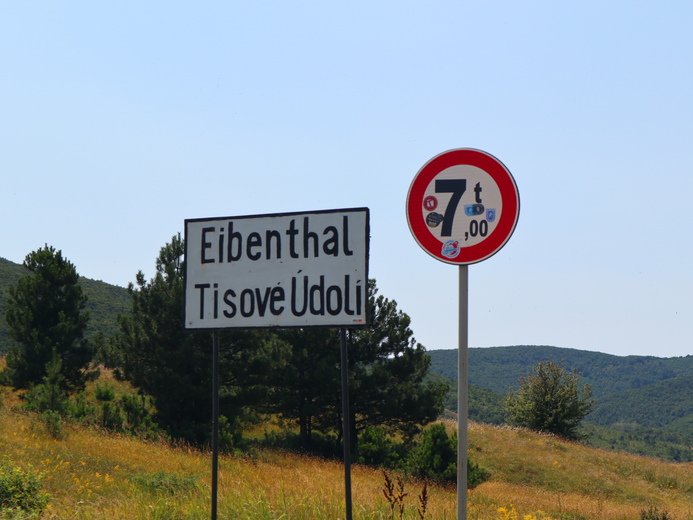 Eibenthal
Tisové Údolí
7,00 t